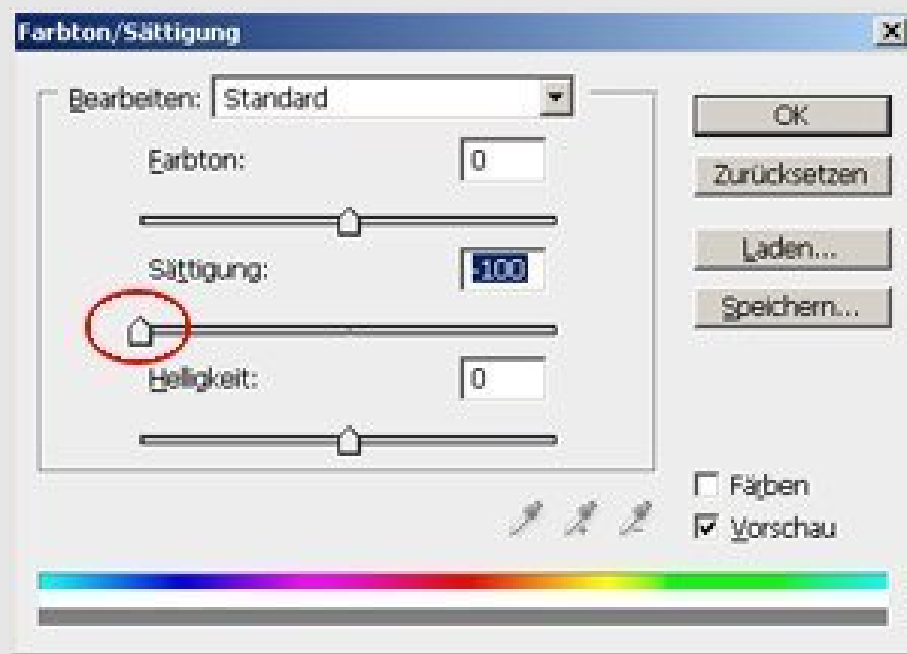 Farbton/Sättigung
Bearbeiten: Standard
OK
Farbton: 0
Zurücksetzen
Sättigung: -100
Laden...
Speichern...
Helligkeit: 0
Färben
Vorschau